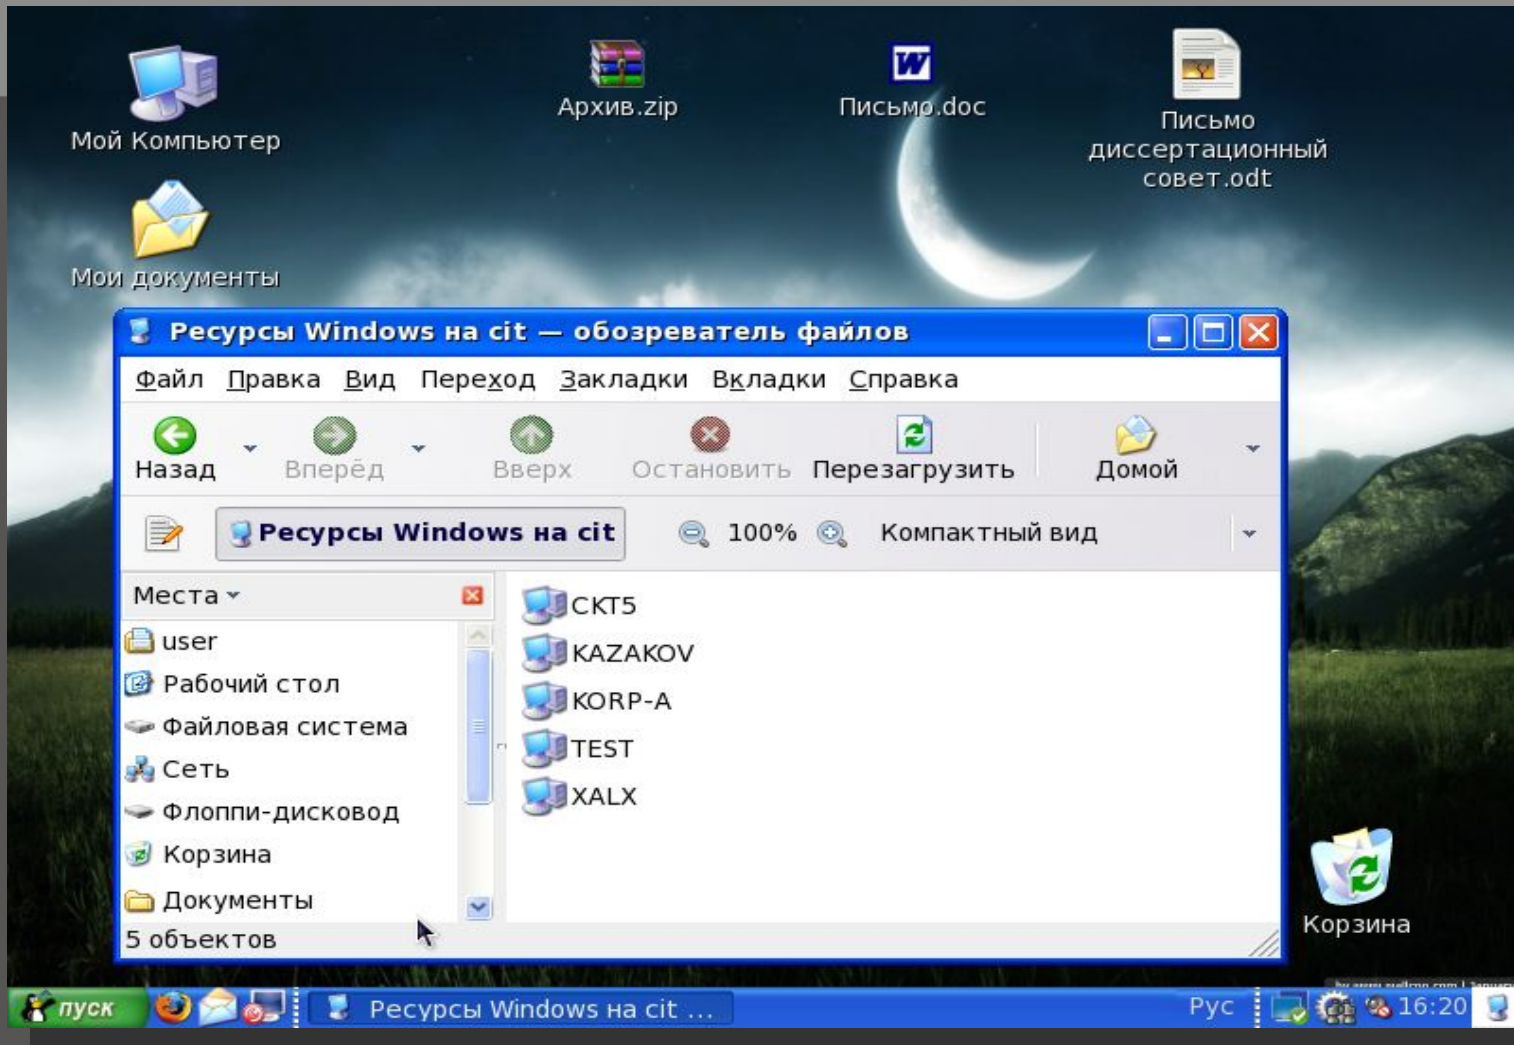 Мой Компьютер
Архив.zip
Письмо.doc
Письмо
диссертационный
совет.odt
Мои документы
Ресурсы Windows на cit — обозреватель файлов
Файл Правка Вид Переход Закладки Вкладки Справка
Назад Вперёд Вверх Остановить Перезагрузить Домой
Ресурсы Windows на cit 100% Компактный вид
Места
user
Рабочий стол
Файловая система
Сеть
Флоппи-дисковод
Корзина
Документы
CKT5
KAZAKOV
KORP-A
TEST
XALX
5 объектов
Корзина
пуск Ресурсы Windows на cit ... Рус 16:20